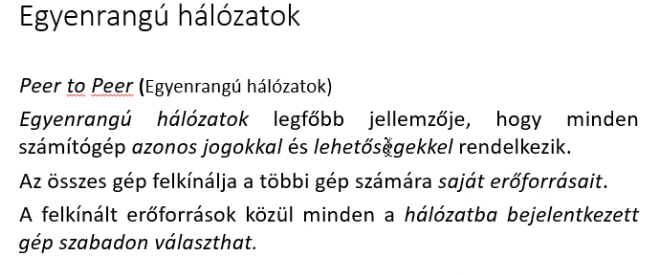 Egyenrangú hálózatok
Peer to Peer (Egyenrangú hálózatok)
Egyenrangú hálózatok legfőbb jellemzője, hogy minden
számítógép azonos jogokkal és lehetőségekkel rendelkezik.
Az összes gép felkínálja a többi gép számára saját erőforrásait.
A felkínált erőforrások közül minden a hálózatba bejelentkezett
gép szabadon választhat.